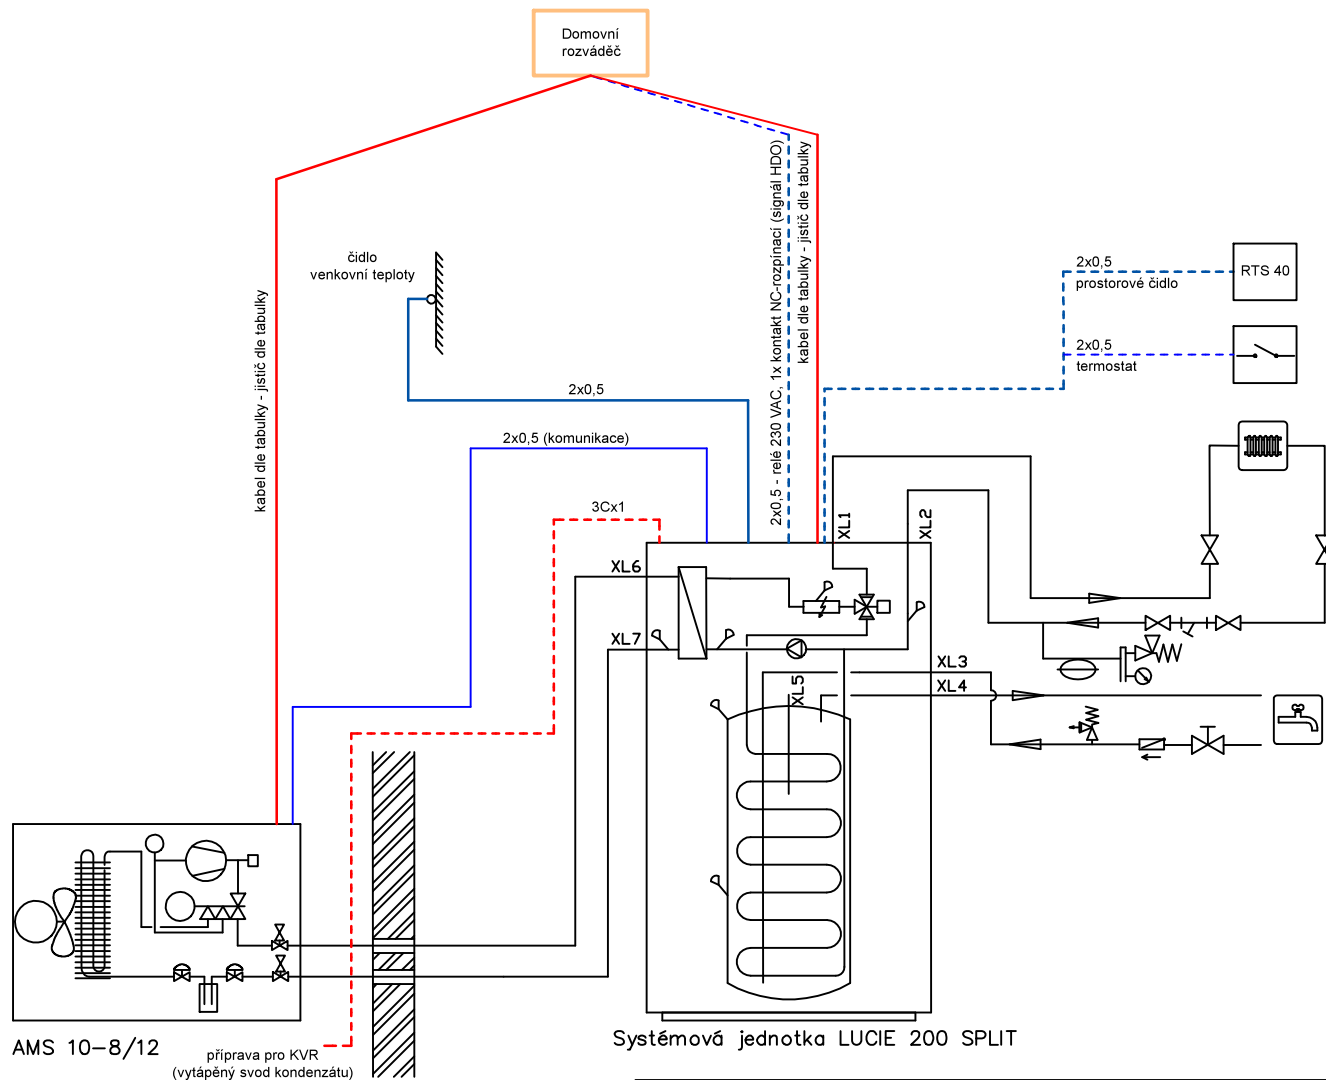 Domovní
rozváděč
čidlo
venkovní teploty
kabel dle tabulky - jistič dle tabulky
2x0,5 - relé 230 VAC, 1x kontakt NC-rozpínací (signál HDO)
kabel dle tabulky - jistič dle tabulky
2x0,5
prostorové čidlo
RTS 40
2x0,5
termostat
2x0,5
2x0,5 (komunikace)
3Cx1
XL1
XL2
XL6
XL7
XL3
XL4
XL5
AMS 10-8/12
příprava pro KVR
(vytápěný svod kondenzátu)
Systémová jednotka LUCIE 200 SPLIT